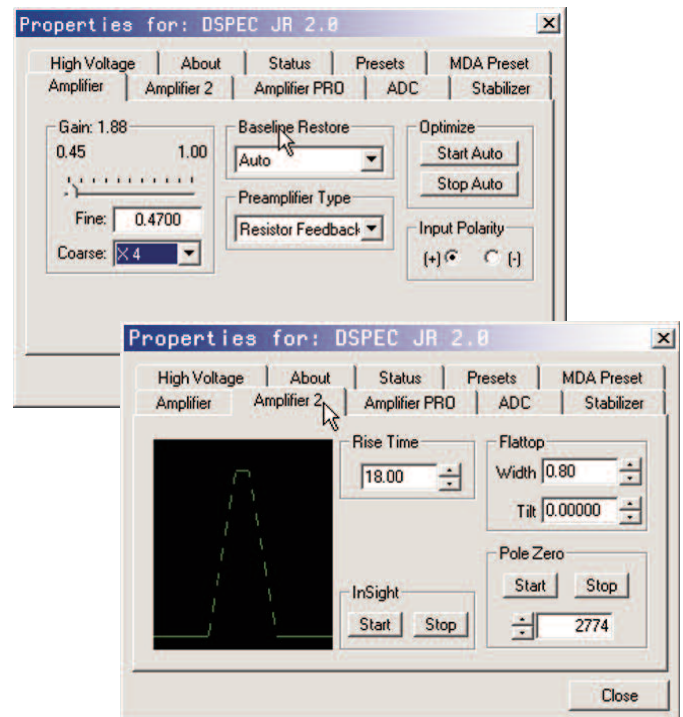 Properties for: DSPEC JR 2.0
High Voltage About Status Presets MDA Preset
Amplifier Amplifier 2 Amplifier PRO ADC Stabilizer
Gain: 1.88
0.45 1.00
Fine: 0.4700
Coarse: X 4
Baseline Restore
Auto
Preamplifier Type
Resistor Feedback
Optimize
Start Auto
Stop Auto
Input Polarity
(+) (-)
Properties for: DSPEC JR 2.0
High Voltage About Status Presets MDA Preset
Amplifier Amplifier 2 Amplifier PRO ADC Stabilizer
Rise Time
18.00
InSight
Start Stop
Flattop
Width 0.80
Tilt 0.00000
Pole Zero
Start Stop
2774
Close